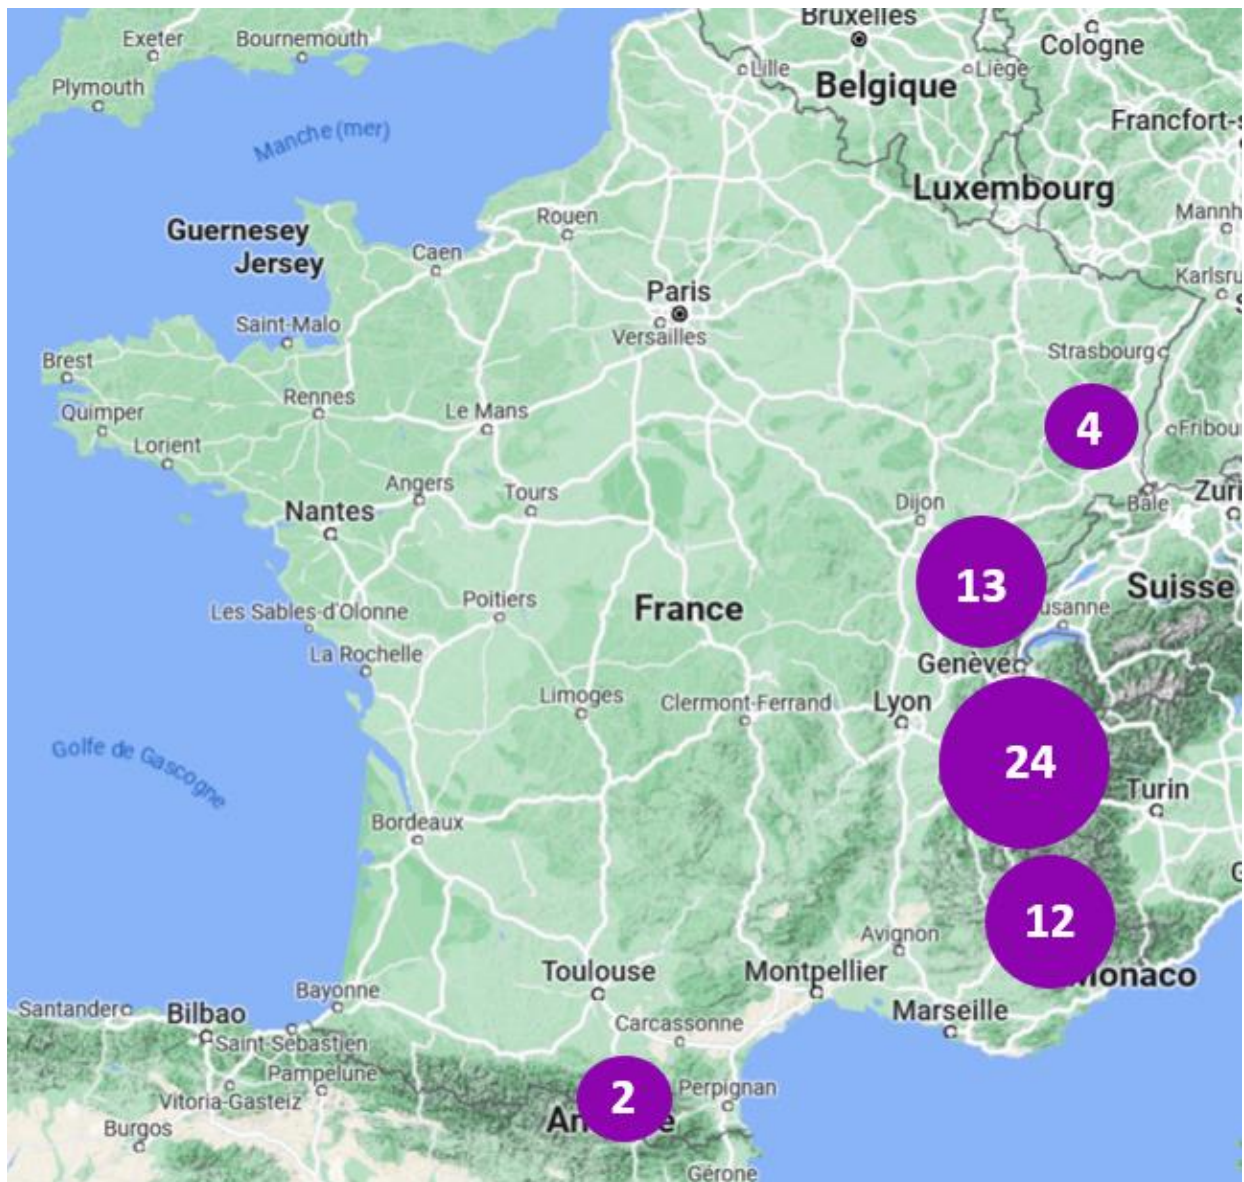 Bruxelles
Exeter
Bournemouth
Cologne
Lille
Liège
Plymouth
Belgique
Francfort-s
Manche (mer)
Luxembourg
Mannh
Rouen
Guernesey
Jersey
Caen
Karlsru
S
Paris
Saint-Malo
Versailles
Strasbourg
Brest
Rennes
Le Mans
Quimper
4
Fribour
Lorient
Angers
Tours
Dijon
Bâle
Zuri
Nantes
13
Suisse
Poitiers
France
usanne
Les Sables-d'Olonne
La Rochelle
Genève
Limoges
Clermont-Ferrand
Lyon
Golfe de Gascogne
24
Turin
Bordeaux
G
12
Avignon
Toulouse
Montpellier
Monaco
Bayonne
Santander
Bilbao
Marseille
Carcassonne
Saint-Sébastien
Pampelune
Perpignan
Vitoria-Gasteiz
2
An
re
Burgos
Gérone